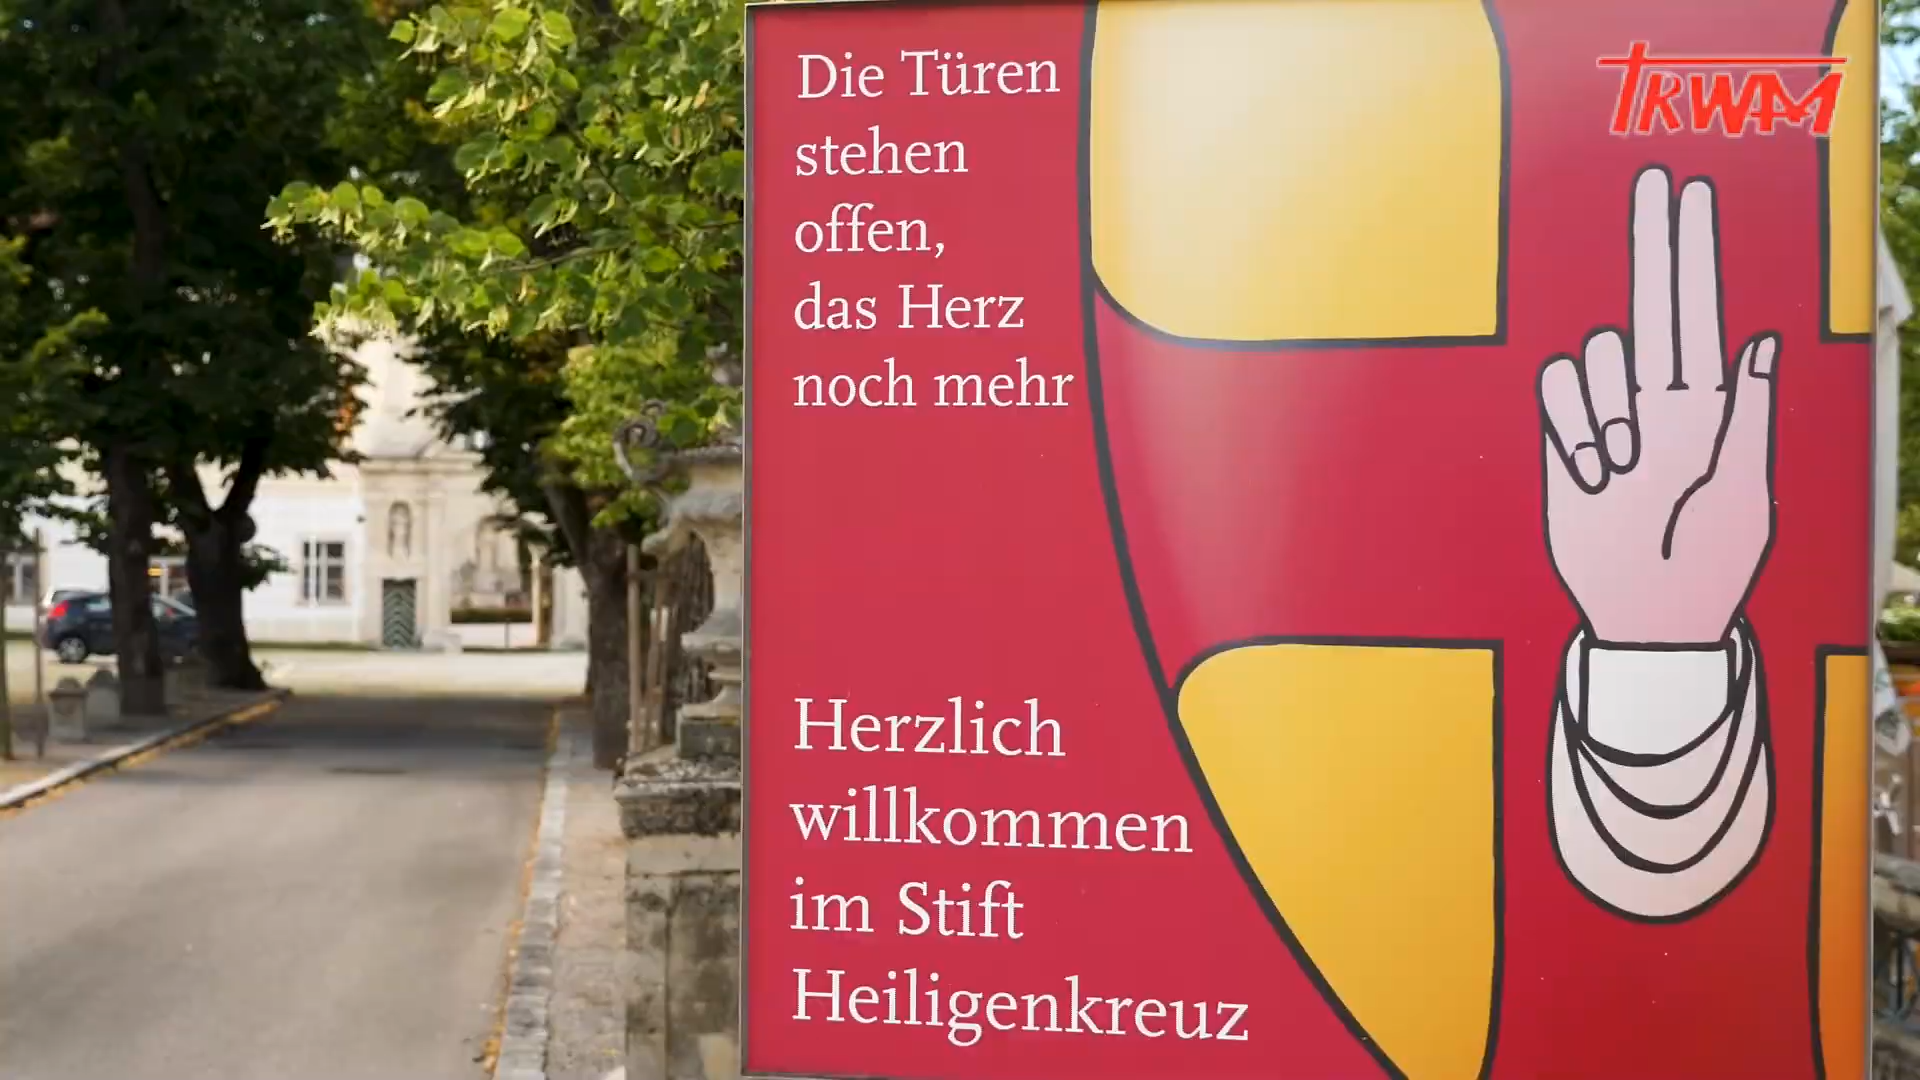 TRWAM
Die Türen
stehen
offen,
das Herz
noch mehr
Herzlich
willkommen
im Stift
Heiligenkreuz